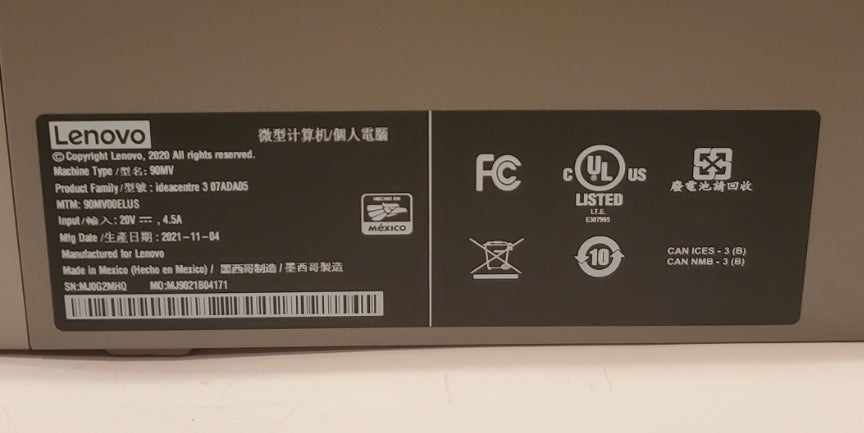 Lenovo
微型计算机/個人電腦
©Copyright Lenovo, 2020 All rights reserved.
Machine Type /型名: 90MV
Product Family/型號: ideacentre 3 07ADA05
MTM: 90MV00ELUS
Input/輸入: 20V ⎓, 4.5A
Mfg Date /生產日期: 2021-11-04
Manufactured for Lenovo
Made in Mexico (Hecho en Mexico) / 墨西哥制造 / 墨西哥製造
SN:MJ0G2MHQ MO:MJ9021B04171
HECHO EN
MÉXICO
FC
C UL US
LISTED
I.T.E.
E307995
廢電池請回收
10
CAN ICES - 3 (B)
CAN NMB - 3 (B)